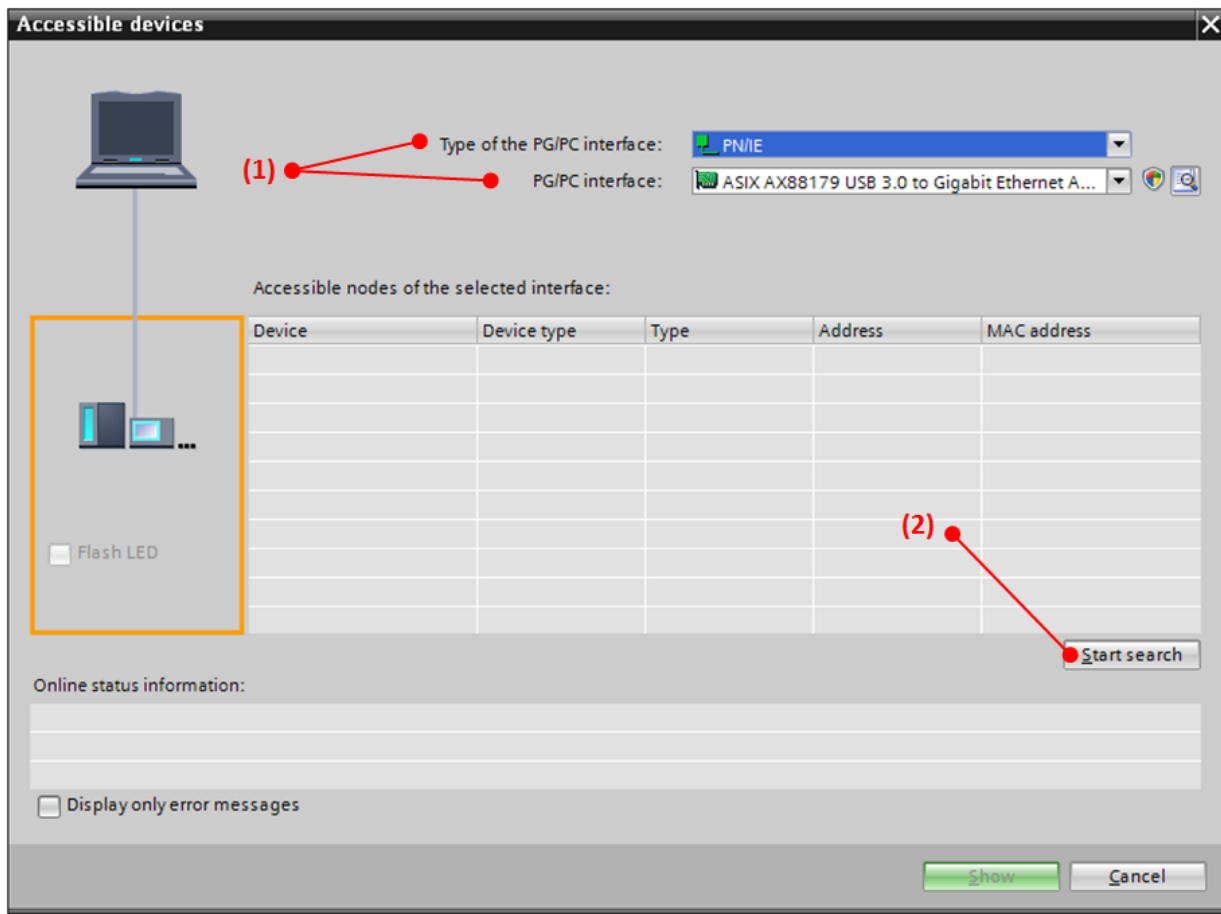 Accessible devices
(1)
Type of the PG/PC interface:
PN/IE
PG/PC interface:
ASIX AX88179 USB 3.0 to Gigabit Ethernet A...
Accessible nodes of the selected interface:
Device Device type Type Address MAC address
(2)
Flash LED
Start search
Online status information:
Display only error messages
Show Cancel